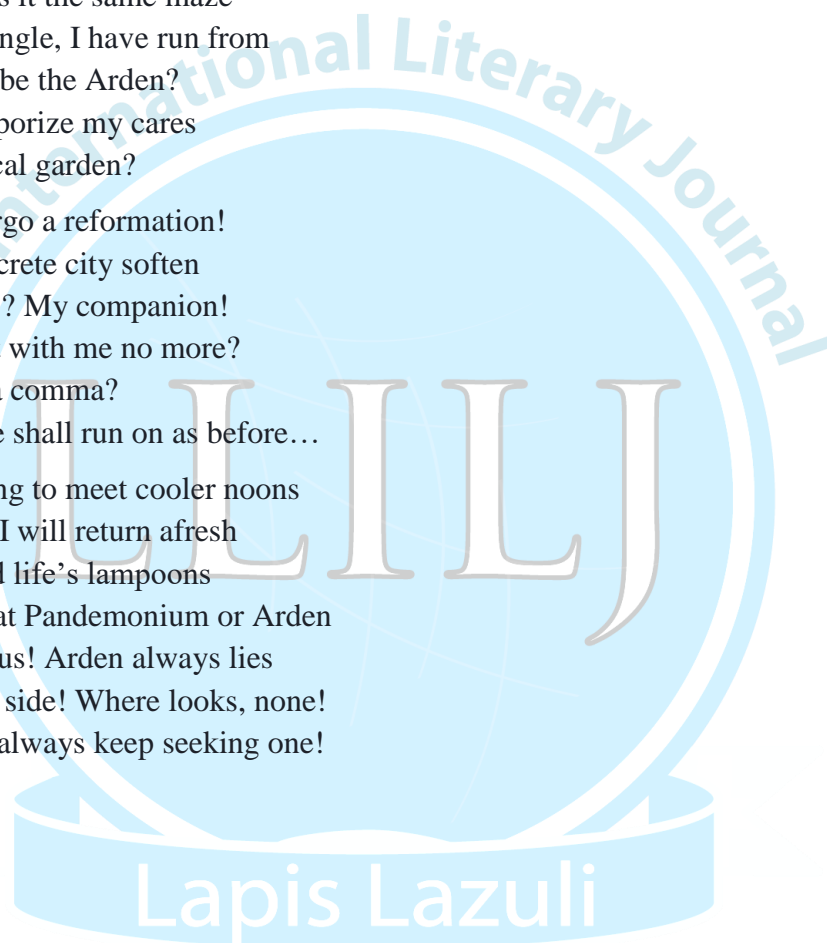 s it the same maze
ngle, I have run from
be the Arden?
porize my cares
cal garden?
rgo a reformation!
crete city soften
? My companion!
with me no more?
comma?
e shall run on as before…
ng to meet cooler noons
I will return afresh
d life’s lampoons
at Pandemonium or Arden
us! Arden always lies
side! Where looks, none!
always keep seeking one!
International Literary Journal
LLILJ
Lapis Lazuli